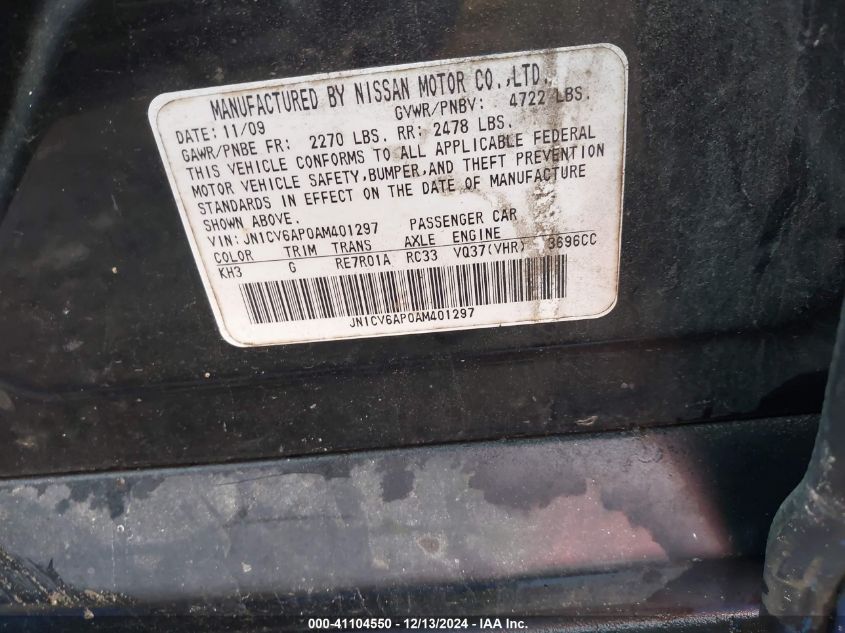 MANUFACTURED BY NISSAN MOTOR CO.,LTD.
DATE: 11/09 GVWR/PNBV: 4722 LBS.
GAWR/PNBE FR: 2270 LBS. RR: 2478 LBS.
THIS VEHICLE CONFORMS TO ALL APPLICABLE FEDERAL
MOTOR VEHICLE SAFETY,BUMPER,AND THEFT PREVENTION
STANDARDS IN EFFECT ON THE DATE OF MANUFACTURE
SHOWN ABOVE.
VIN: JN1CV6AP0AM401297 PASSENGER CAR
COLOR TRIM TRANS AXLE ENGINE
KH3 G RE7R01A RC33 VQ37(VHR) 3696CC
JN1CV6AP0AM401297
000-41104550 - 12/13/2024 - IAA Inc.